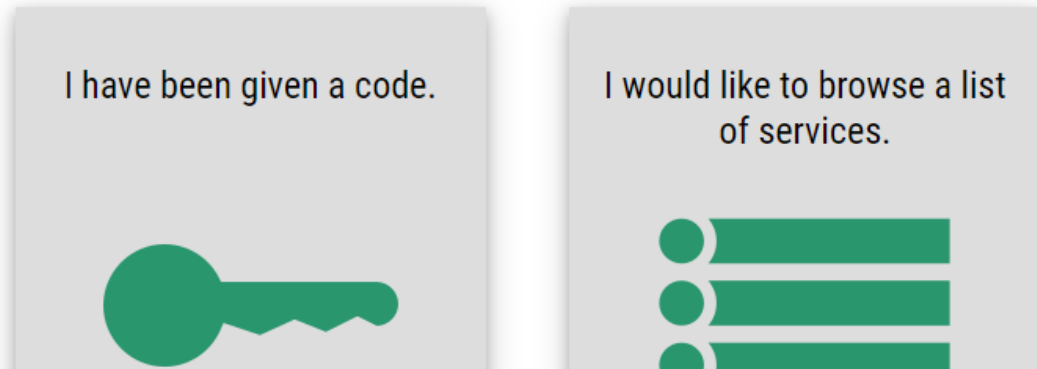 I have been given a code.
I would like to browse a list
of services.